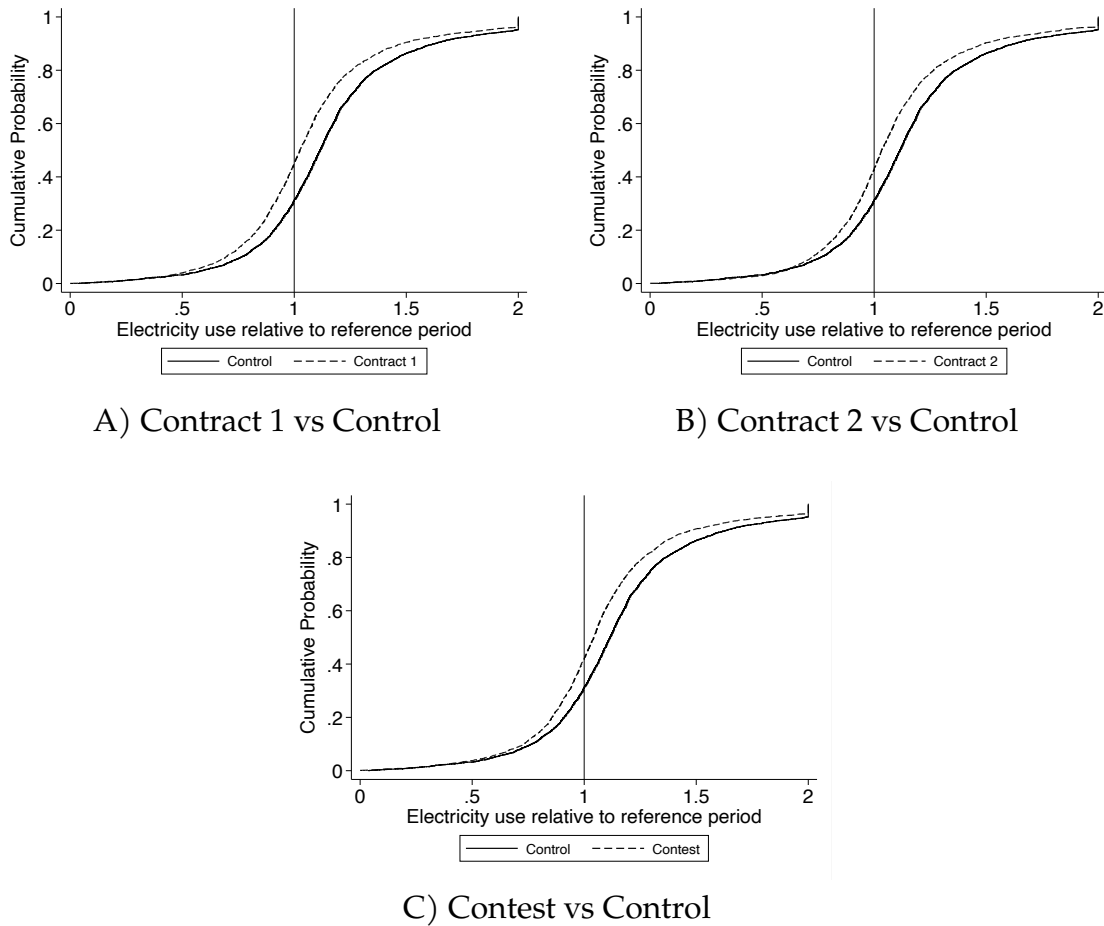 Cumulative Probability
1
.8
.6
.4
.2
0
0 .5 1 1.5 2
Electricity use relative to reference period
Control Contract 1
A) Contract 1 vs Control
Cumulative Probability
1
.8
.6
.4
.2
0
0 .5 1 1.5 2
Electricity use relative to reference period
Control Contract 2
B) Contract 2 vs Control
Cumulative Probability
1
.8
.6
.4
.2
0
0 .5 1 1.5 2
Electricity use relative to reference period
Control Contest
C) Contest vs Control